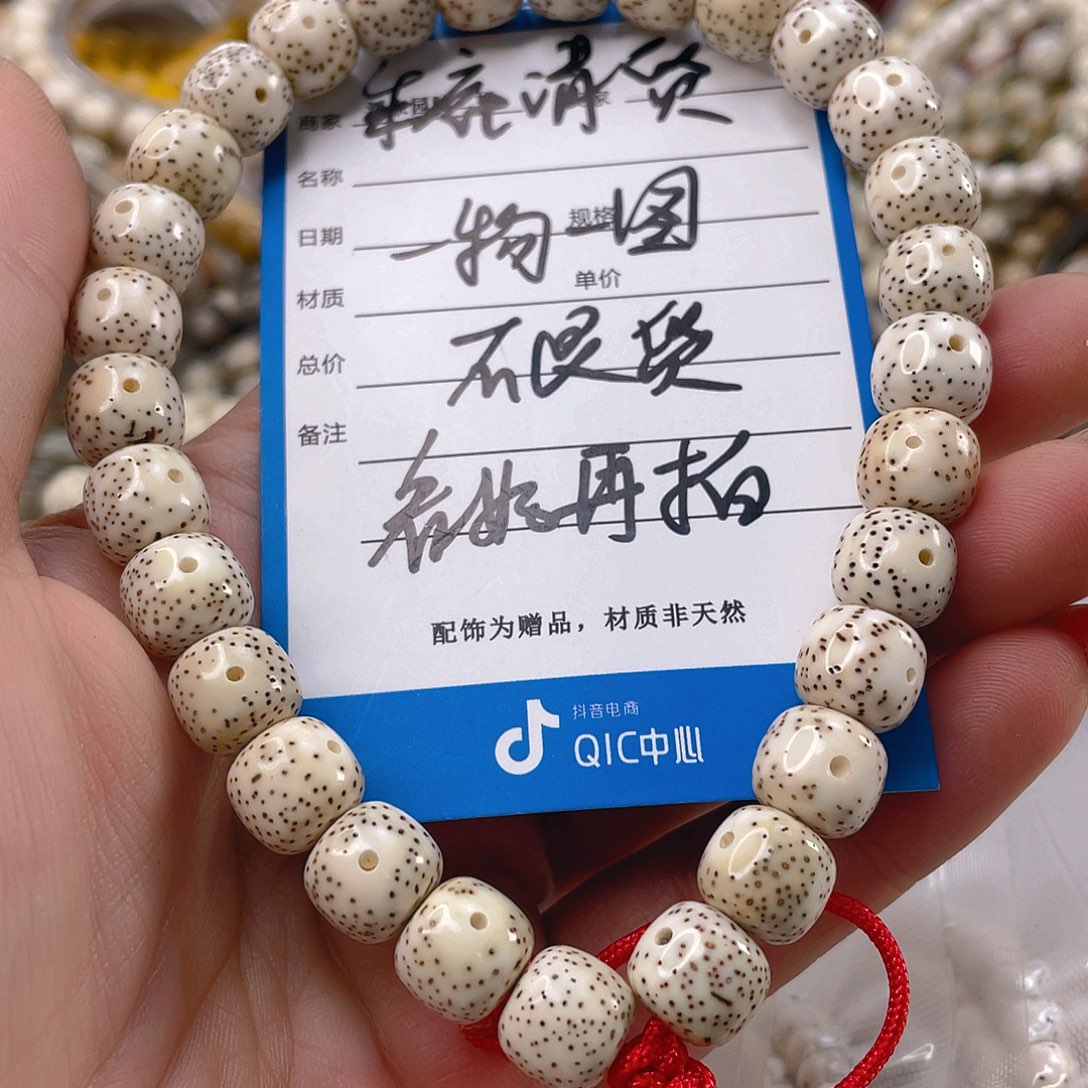 年底清货
商家
名称
一物一图
日期 规格
材质 单价
不退货
总价
看好再拍
备注
配饰为赠品，材质非天然
抖音电商
QIC中心